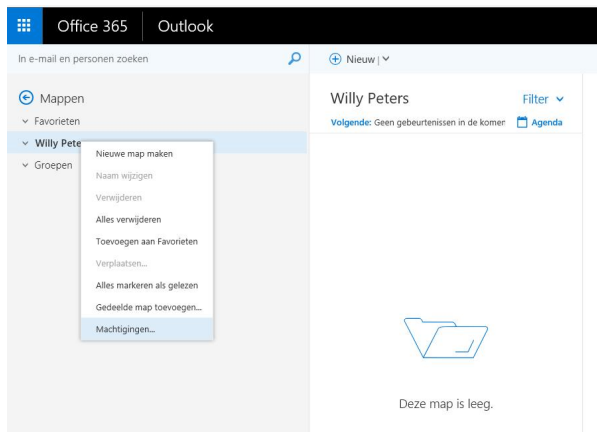 Office 365 Outlook
In e-mail en personen zoeken
Nieuw
Mappen
Favorieten
Willy Pete
Groepen
Nieuwe map maken
Naam wijzigen
Verwijderen
Alles verwijderen
Toevoegen aan Favorieten
Verplaatsen...
Alles markeren als gelezen
Gedeelde map toevoegen...
Machtigingen...
Willy Peters Filter
Volgende: Geen gebeurtenissen in de komer Agenda
Deze map is leeg.